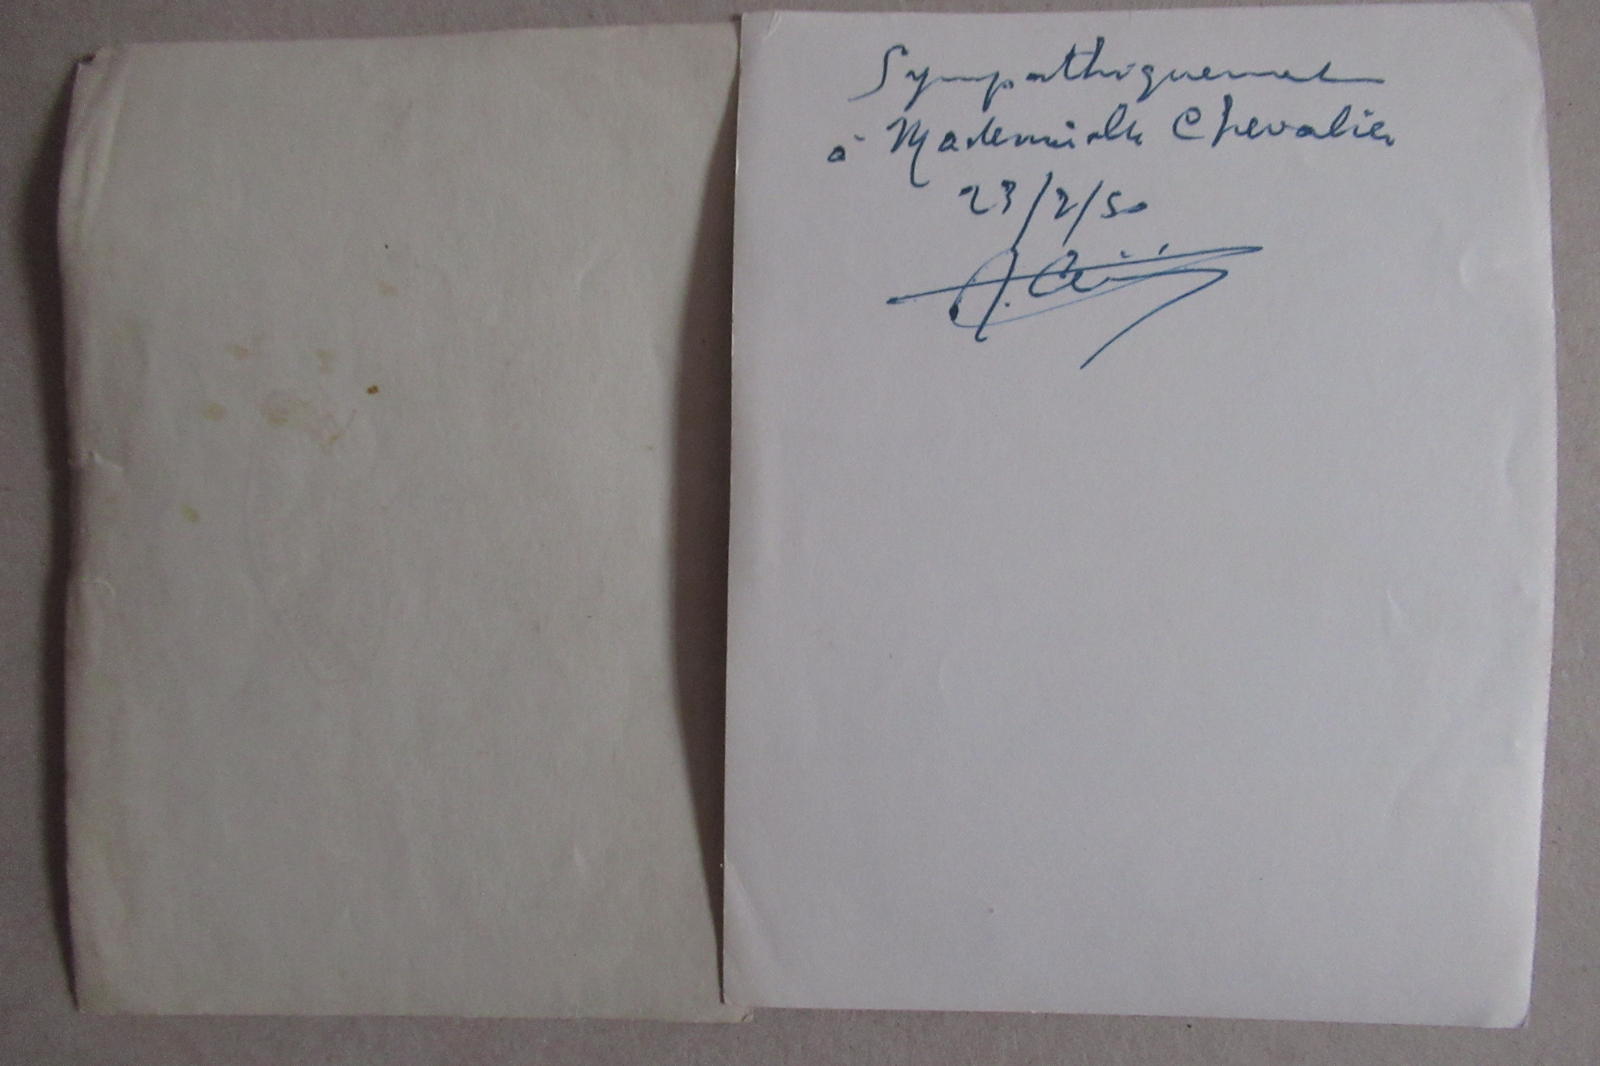 Sympathiquement
à Mademoiselle Chevalier
23/2/50